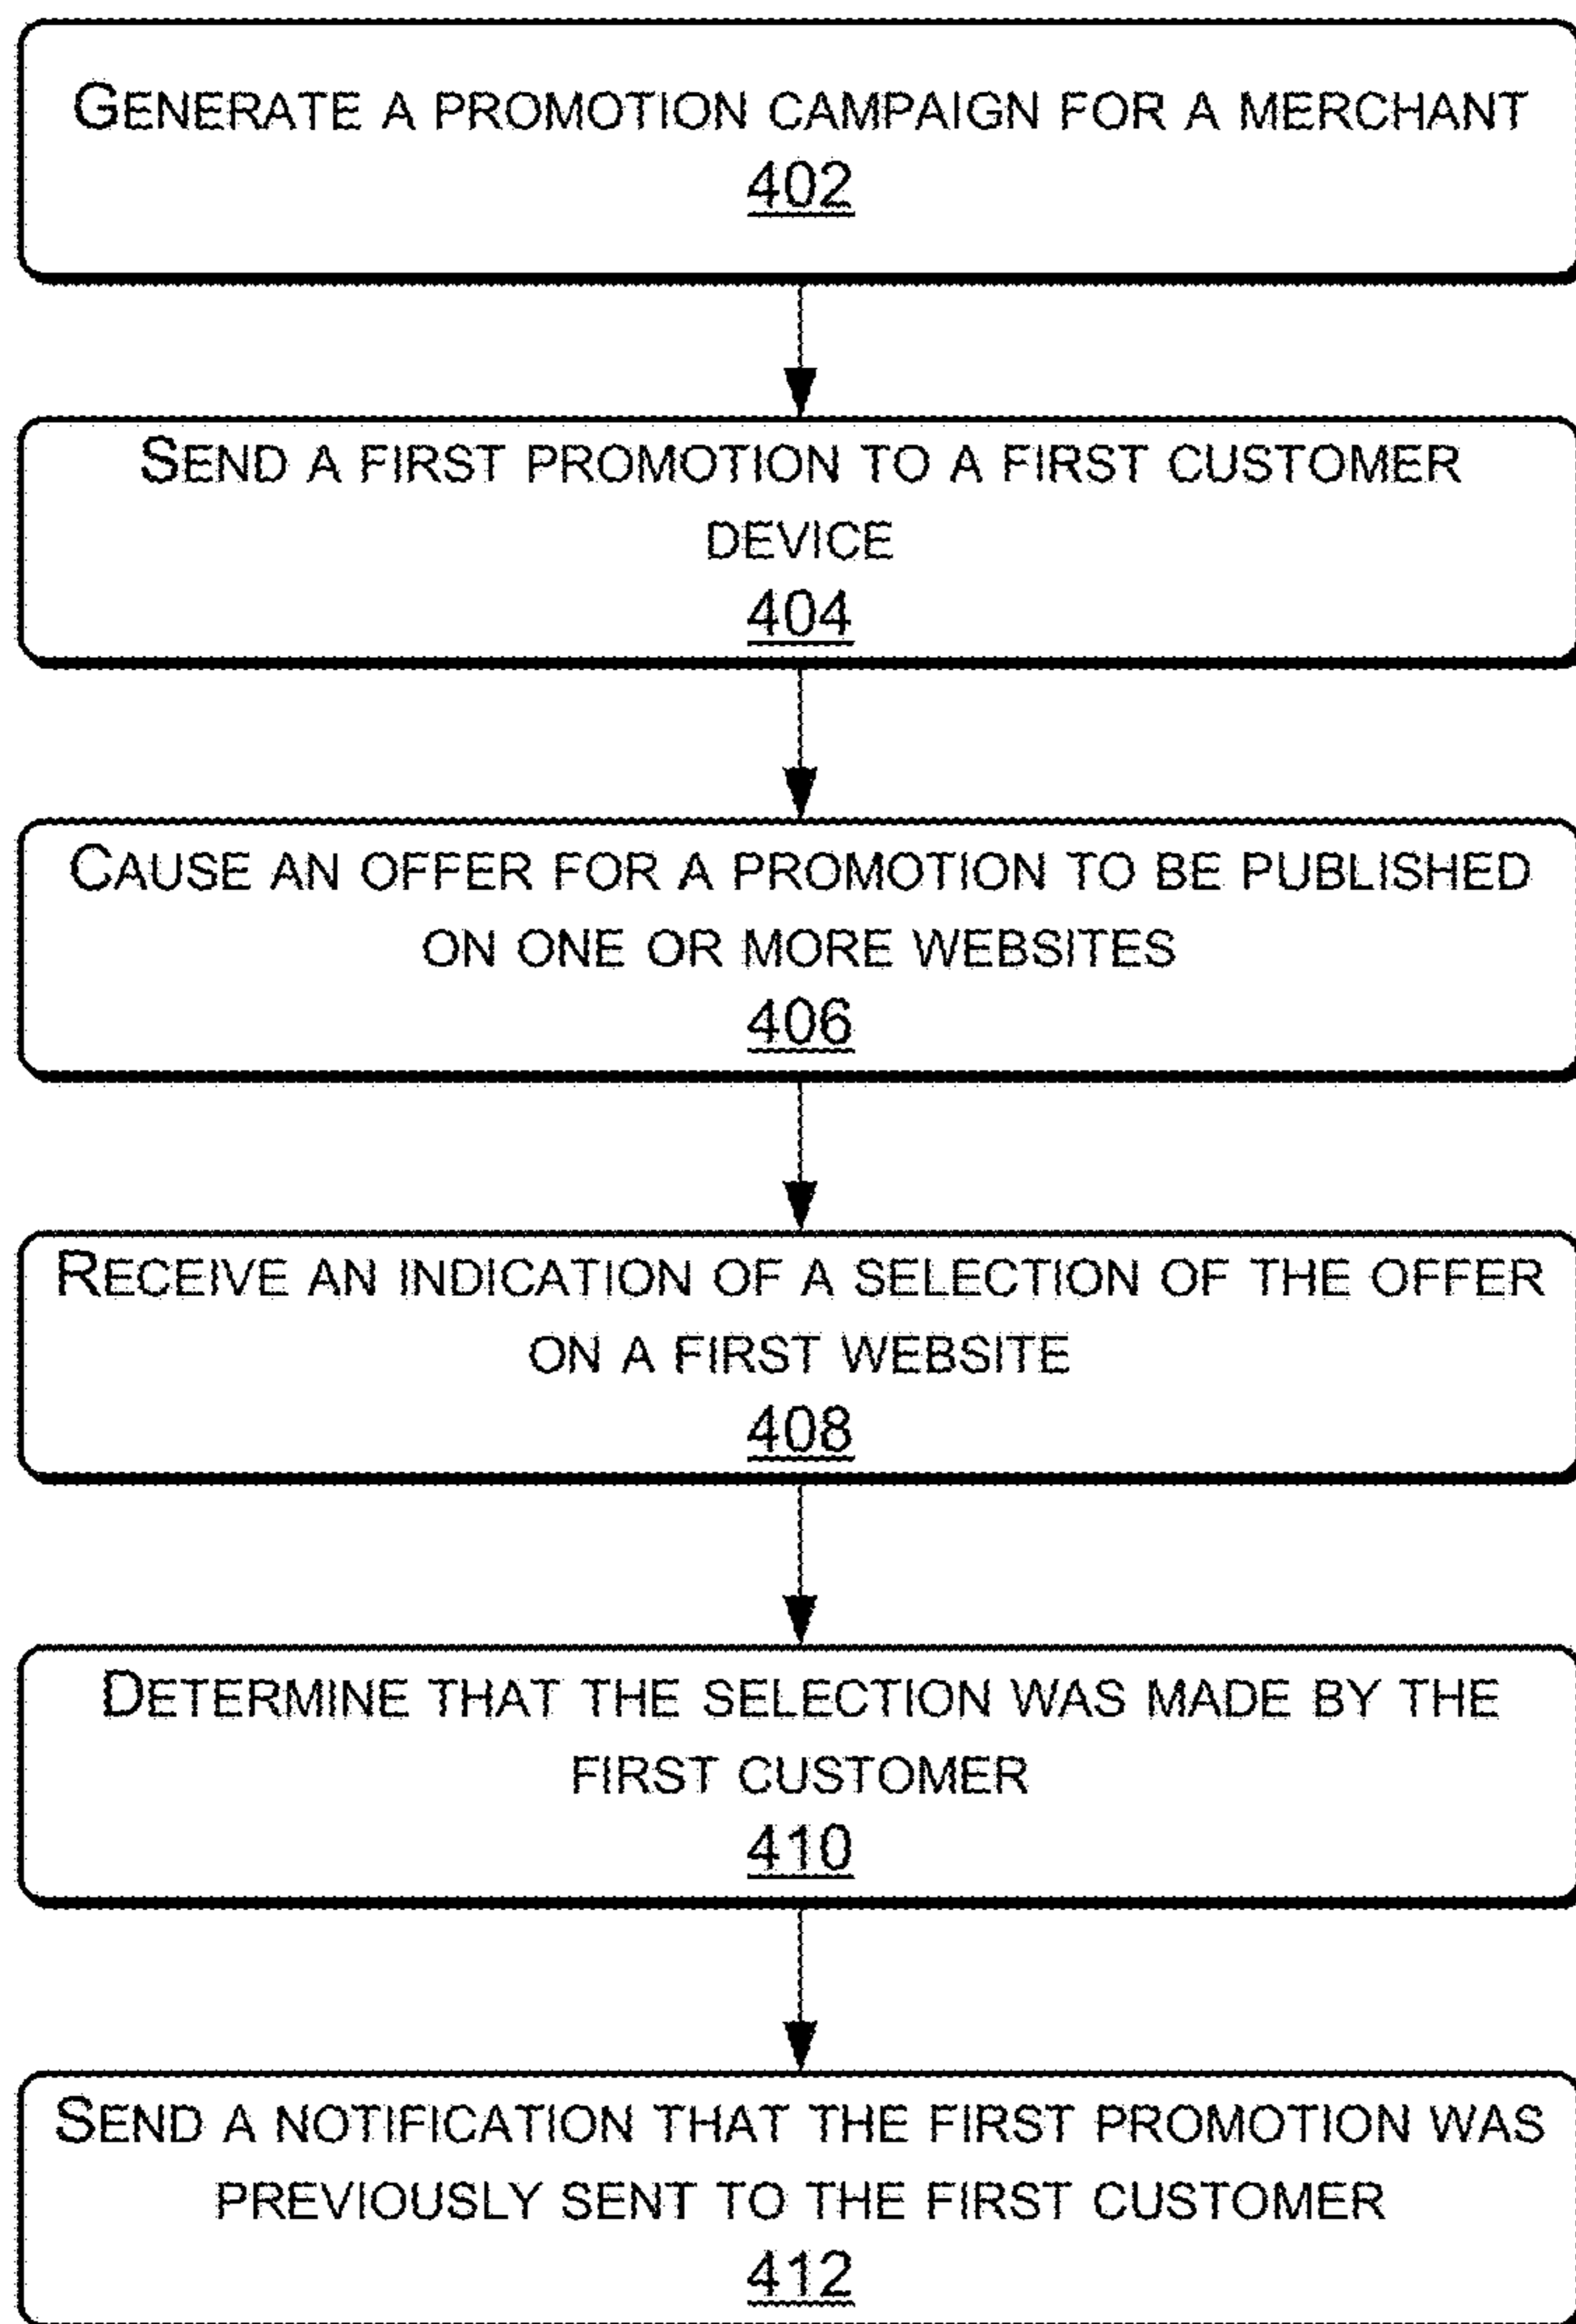 GENERATE A PROMOTION CAMPAIGN FOR A MERCHANT
402
SEND A FIRST PROMOTION TO A FIRST CUSTOMER
DEVICE
404
CAUSE AN OFFER FOR A PROMOTION TO BE PUBLISHED
ON ONE OR MORE WEBSITES
406
RECEIVE AN INDICATION OF A SELECTION OF THE OFFER
ON A FIRST WEBSITE
408
DETERMINE THAT THE SELECTION WAS MADE BY THE
FIRST CUSTOMER
410
SEND A NOTIFICATION THAT THE FIRST PROMOTION WAS
PREVIOUSLY SENT TO THE FIRST CUSTOMER
412